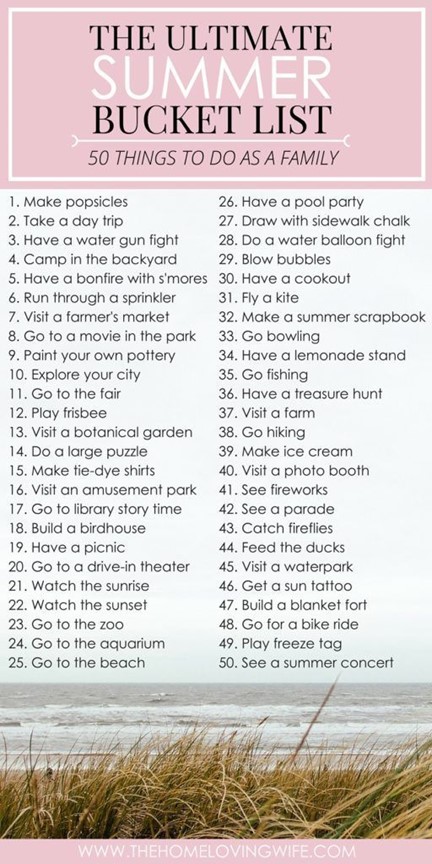 THE ULTIMATE
SUMMER
BUCKET LIST
50 THINGS TO DO AS A FAMILY
1. Make popsicles
2. Take a day trip
3. Have a water gun fight
4. Camp in the backyard
5. Have a bonfire with s'mores
6. Run through a sprinkler
7. Visit a farmer's market
8. Go to a movie in the park
9. Paint your own pottery
10. Explore your city
11. Go to the fair
12. Play frisbee
13. Visit a botanical garden
14. Do a large puzzle
15. Make tie-dye shirts
16. Visit an amusement park
17. Go to library story time
18. Build a birdhouse
19. Have a picnic
20. Go to a drive-in theater
21. Watch the sunrise
22. Watch the sunset
23. Go to the zoo
24. Go to the aquarium
25. Go to the beach
26. Have a pool party
27. Draw with sidewalk chalk
28. Do a water balloon fight
29. Blow bubbles
30. Have a cookout
31. Fly a kite
32. Make a summer scrapbook
33. Go bowling
34. Have a lemonade stand
35. Go fishing
36. Have a treasure hunt
37. Visit a farm
38. Go hiking
39. Make ice cream
40. Visit a photo booth
41. See fireworks
42. See a parade
43. Catch fireflies
44. Feed the ducks
45. Visit a waterpark
46. Get a sun tattoo
47. Build a blanket fort
48. Go for a bike ride
49. Play freeze tag
50. See a summer concert
WWW.THEHOMELOVINGWIFE.COM